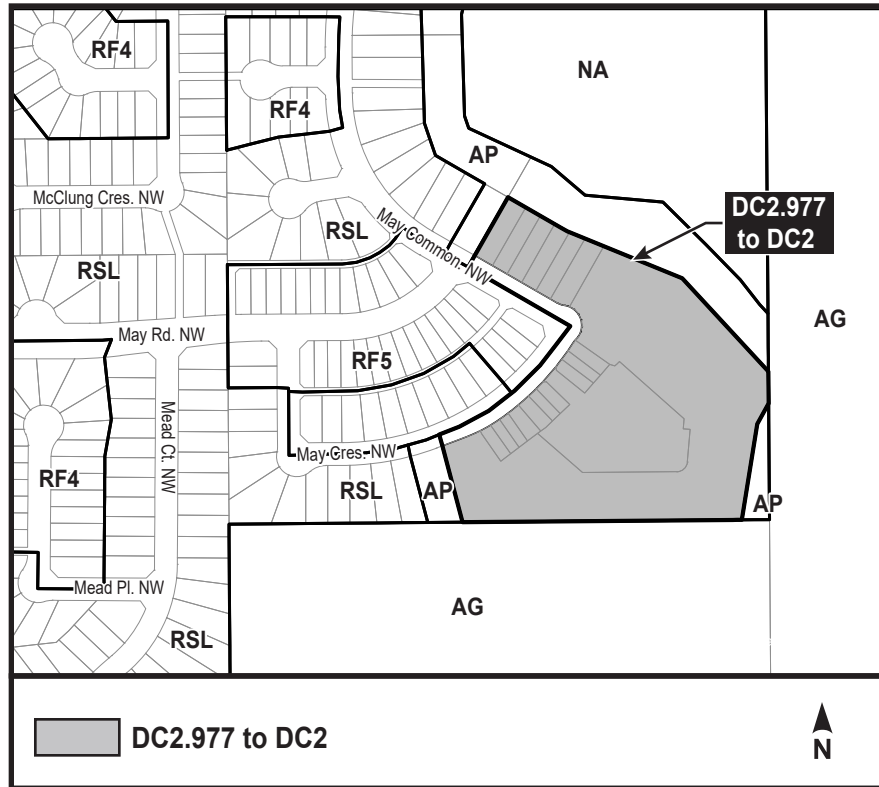 RF4
NA
RF4
AP
McClung Cres. NW
DC2.977
to DC2
May Common. NW
RSL
RSL
AG
May Rd. NW
RF5
Mead Ct. NW
May Cres. NW
RF4
RSL
AP
AP
Mead Pl. NW
AG
RSL
DC2.977 to DC2
N